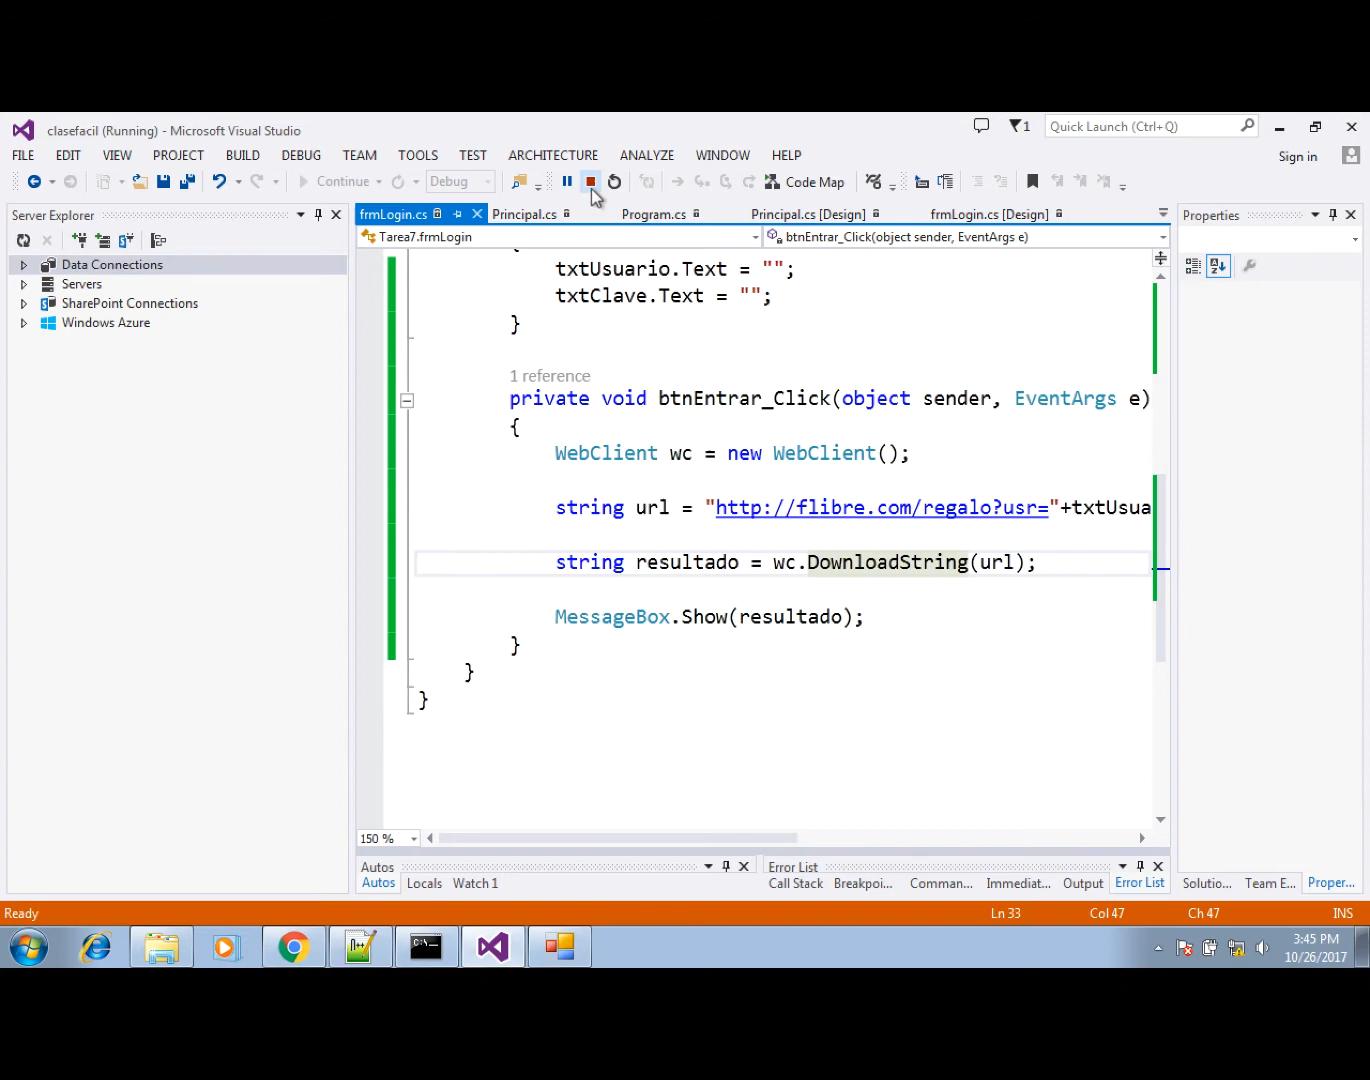 clasefacil (Running) - Microsoft Visual Studio
1
Quick Launch (Ctrl+Q)
FILE EDIT VIEW PROJECT BUILD DEBUG TEAM TOOLS TEST ARCHITECTURE ANALYZE WINDOW HELP
Sign in
Continue Debug Code Map
Server Explorer
frmLogin.cs Principal.cs Program.cs Principal.cs [Design] frmLogin.cs [Design]
Properties
Tarea7.frmLogin
btnEntrar_Click(object sender, EventArgs e)
Data Connections
Servers
SharePoint Connections
Windows Azure
{
txtUsuario.Text = "";
txtClave.Text = "";
}
1 reference
private void btnEntrar_Click(object sender, EventArgs e)
{
WebClient wc = new WebClient();
string url = "http://flibre.com/regalo?usr="+txtUsua
string resultado = wc.DownloadString(url);
MessageBox.Show(resultado);
}
}
}
150 %
Autos
Error List
Autos Locals Watch 1
Call Stack Breakpoi... Comman... Immediat... Output Error List
Solutio... Team E... Proper...
Ready
Ln 33 Col 47 Ch 47 INS
3:45 PM
10/26/2017